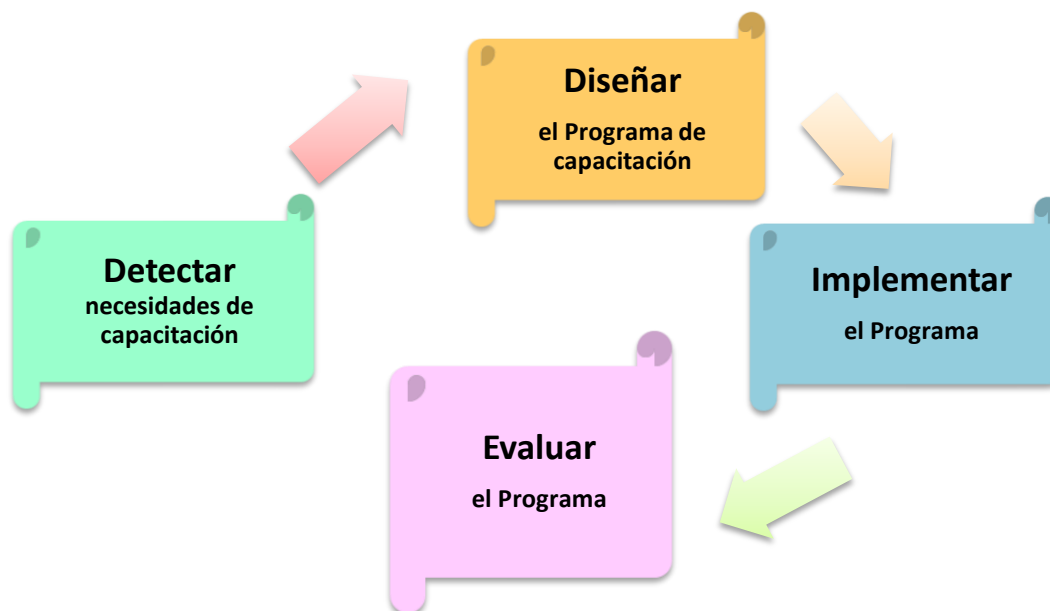 Detectar
necesidades de
capacitación
Diseñar
el Programa de
capacitación
Implementar
el Programa
Evaluar
el Programa